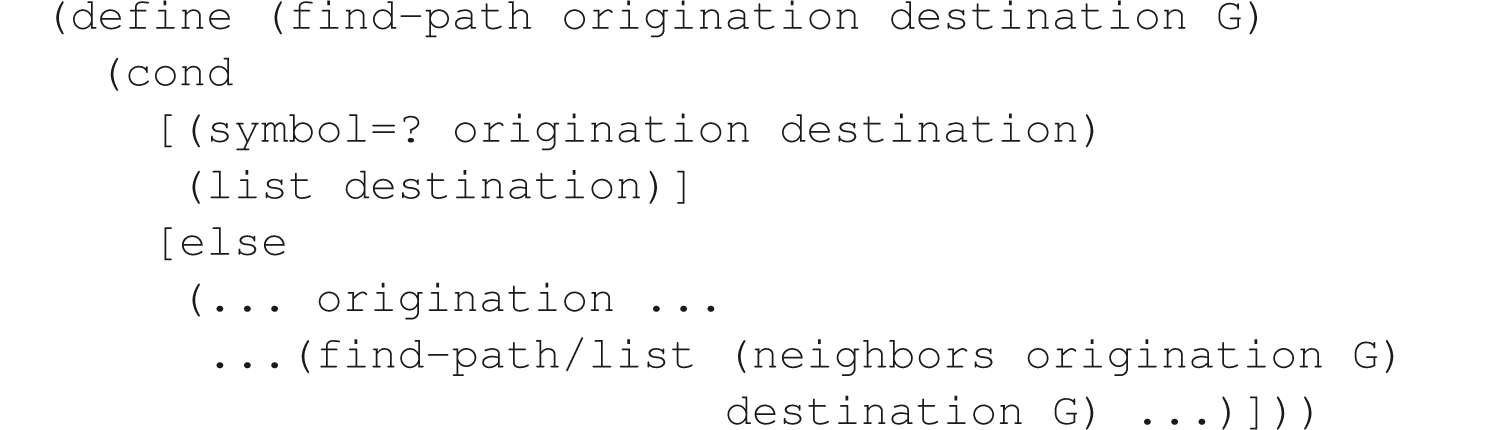 (define (find-path origination destination G)
  (cond
    [(symbol=? origination destination)
     (list destination)]
    [else
     (... origination ...
      ...(find-path/list (neighbors origination G)
                         destination G) ...)]))